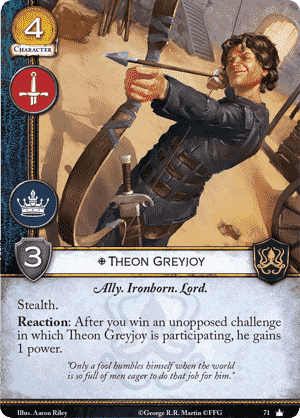 4
CHARACTER
3
THEON GREYJOY
Ally. Ironborn. Lord.
Stealth.
Reaction: After you win an unopposed challenge
in which Theon Greyjoy is participating, he gains
1 power.
"Only a fool humbles himself when the world
is so full of men eager to do that job for him."
Illus. Aaron Riley
©George R.R. Martin ©FFG
71